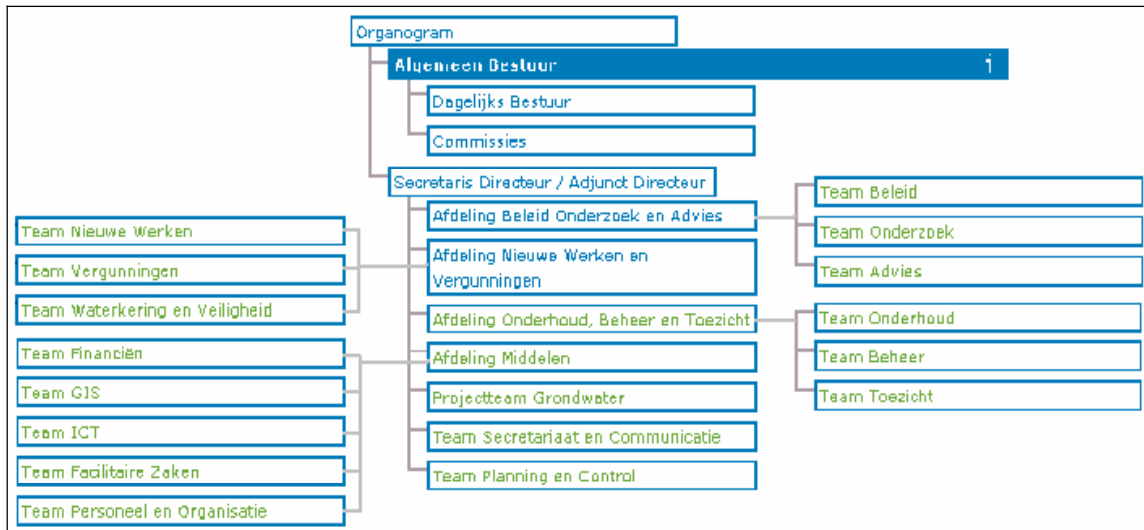 Organogram
Algemeen Bestuur
i
Dagelijks Bestuur
Commissies
Secretaris Directeur / Adjunct Directeur
Afdeling Beleid Onderzoek en Advies
Team Beleid
Team Onderzoek
Team Advies
Afdeling Nieuwe Werken en
Vergunningen
Team Nieuwe Werken
Team Vergunningen
Team Waterkering en Veiligheid
Afdeling Onderhoud, Beheer en Toezicht
Team Onderhoud
Team Beheer
Team Toezicht
Afdeling Middelen
Team Financiën
Team GIS
Team ICT
Team Facilitaire Zaken
Team Personeel en Organisatie
Projectteam Grondwater
Team Secretariaat en Communicatie
Team Planning en Control